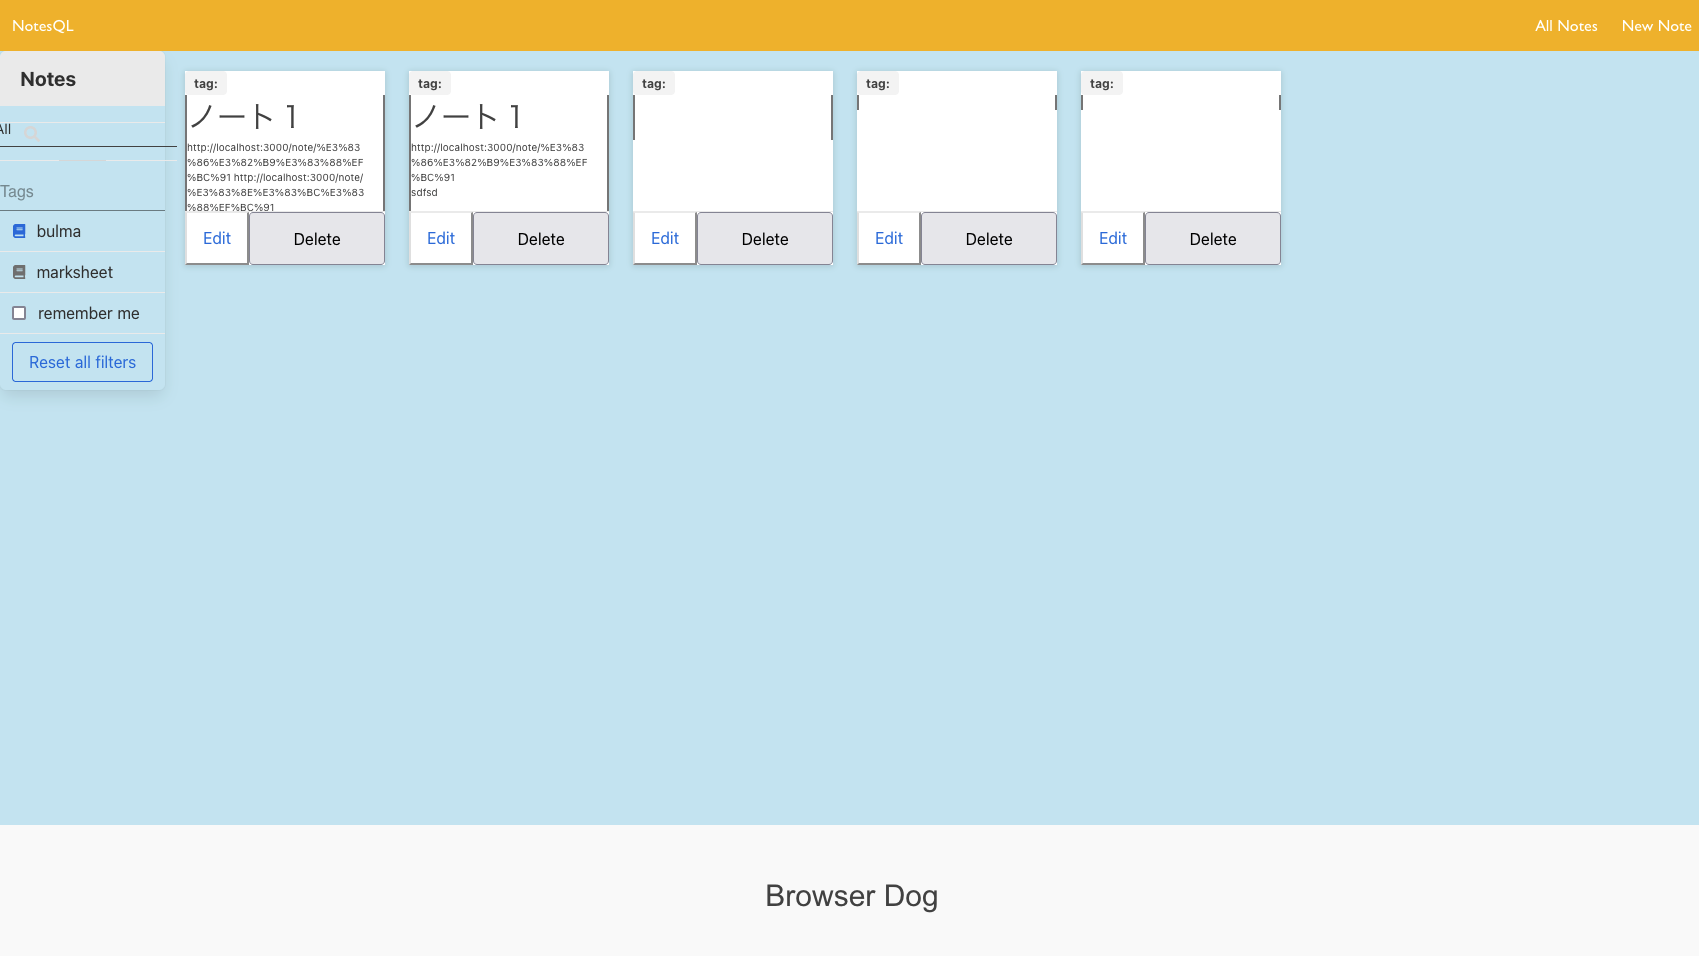 NotesQL
All Notes
New Note
Notes
All
Tags
bulma
marksheet
remember me
Reset all filters
tag:
ノート１
http://localhost:3000/note/%E3%83
%86%E3%82%B9%E3%83%88%EF
%BC%91 http://localhost:3000/note/
%E3%83%8E%E3%83%BC%E3%83
%88%EF%BC%91
Edit
Delete
tag:
ノート１
http://localhost:3000/note/%E3%83
%86%E3%82%B9%E3%83%88%EF
%BC%91
sdfsd
Edit
Delete
tag:
Edit
Delete
tag:
Edit
Delete
tag:
Edit
Delete
Browser Dog